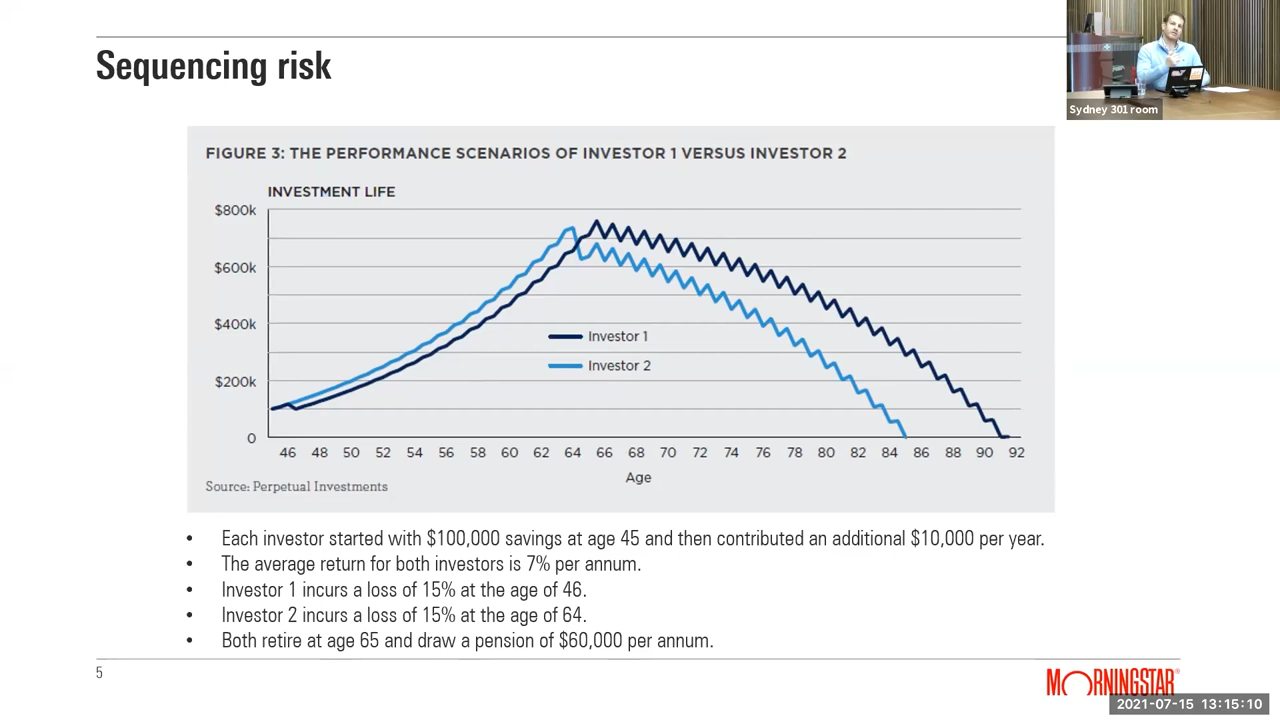 Sequencing risk
Sydney 301 room
FIGURE 3: THE PERFORMANCE SCENARIOS OF INVESTOR 1 VERSUS INVESTOR 2
INVESTMENT LIFE
$800k
$600k
$400k
$200k
0
Investor 1
Investor 2
46 48 50 52 54 56 58 60 62 64 66 68 70 72 74 76 78 80 82 84 86 88 90 92
Age
Source: Perpetual Investments
• Each investor started with $100,000 savings at age 45 and then contributed an additional $10,000 per year.
• The average return for both investors is 7% per annum.
• Investor 1 incurs a loss of 15% at the age of 46.
• Investor 2 incurs a loss of 15% at the age of 64.
• Both retire at age 65 and draw a pension of $60,000 per annum.
5
MORNINGSTAR®
2021-07-15 13:15:10